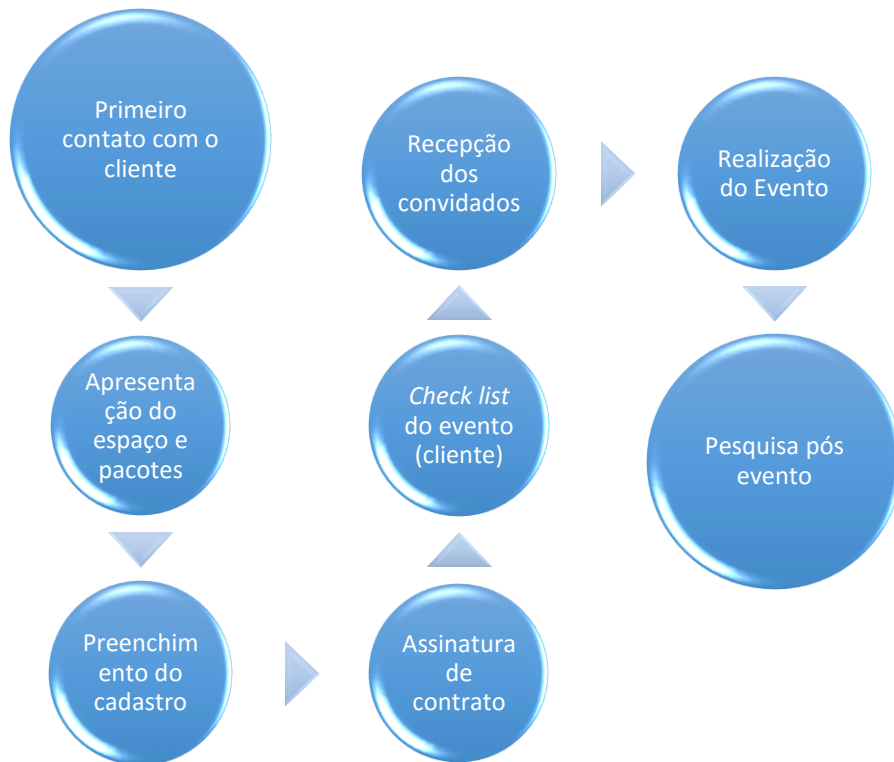 Primeiro
contato com o
cliente
Apresenta
ção do
espaço e
pacotes
Preenchim
ento do
cadastro
Assinatura
de
contrato
Check list
do evento
(cliente)
Recepção
dos
convidados
Realização
do Evento
Pesquisa pós
evento